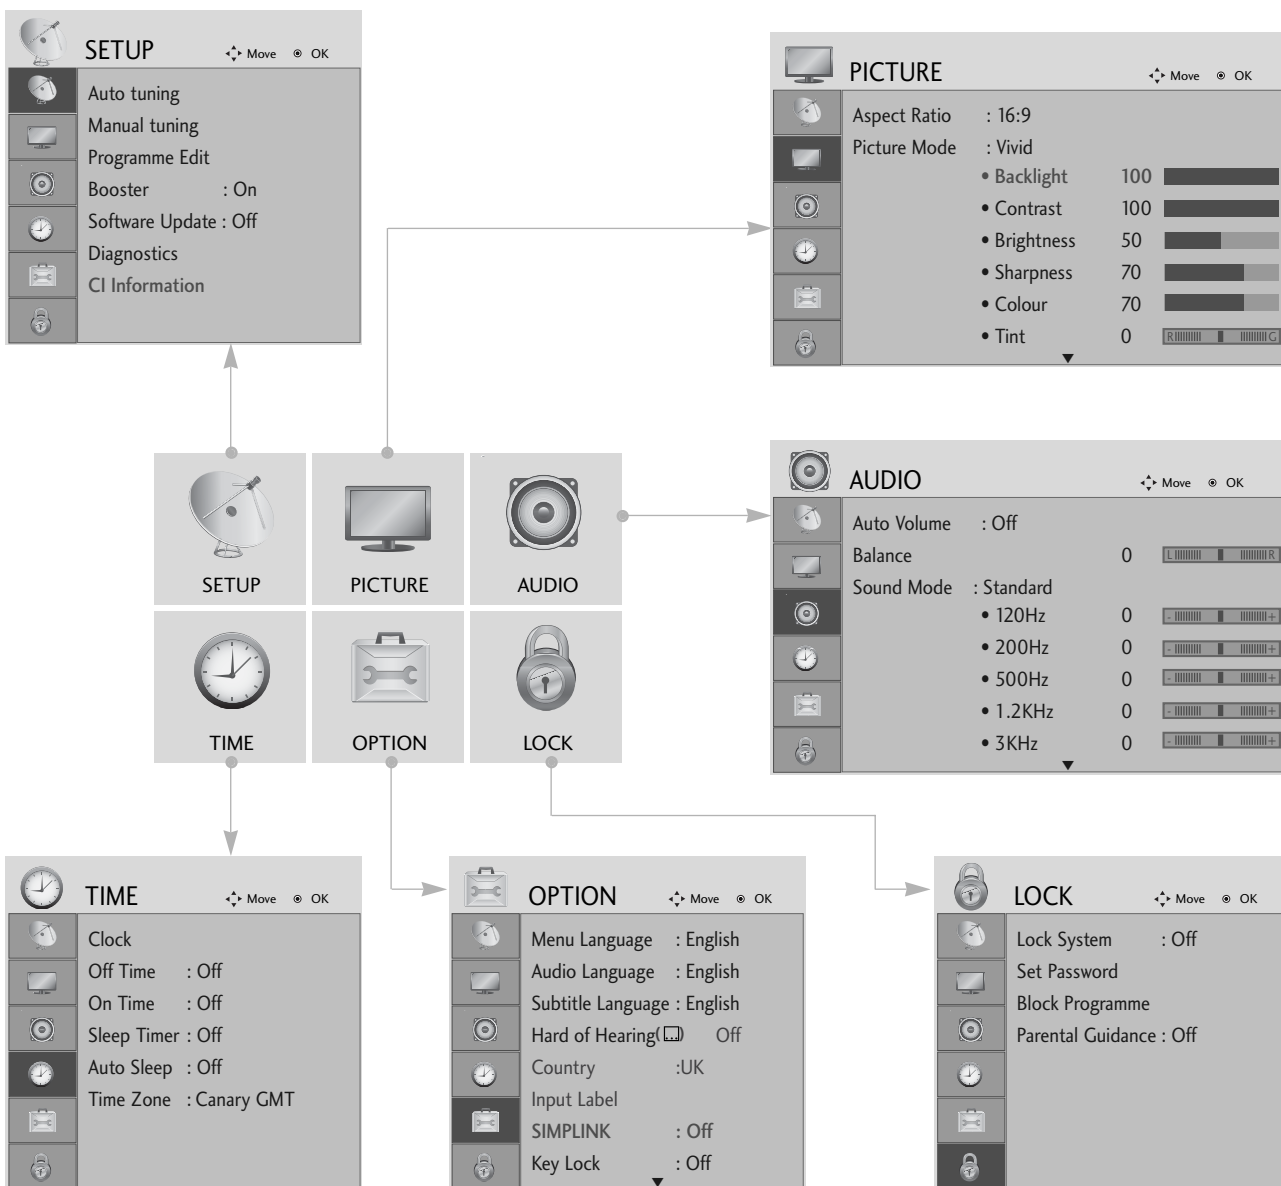 SETUP Move OK
Auto tuning
Manual tuning
Programme Edit
Booster : On
Software Update : Off
Diagnostics
CI Information
PICTURE Move OK
Aspect Ratio : 16:9
Picture Mode : Vivid
• Backlight 100
• Contrast 100
• Brightness 50
• Sharpness 70
• Colour 70
• Tint 0 R G
SETUP PICTURE AUDIO
TIME OPTION LOCK
AUDIO Move OK
Auto Volume : Off
Balance 0 L R
Sound Mode : Standard
• 120Hz 0 - +
• 200Hz 0 - +
• 500Hz 0 - +
• 1.2KHz 0 - +
• 3KHz 0 - +
TIME Move OK
Clock
Off Time : Off
On Time : Off
Sleep Timer : Off
Auto Sleep : Off
Time Zone : Canary GMT
OPTION Move OK
Menu Language : English
Audio Language : English
Subtitle Language : English
Hard of Hearing( ) Off
Country :UK
Input Label
SIMPLINK : Off
Key Lock : Off
LOCK Move OK
Lock System : Off
Set Password
Block Programme
Parental Guidance : Off